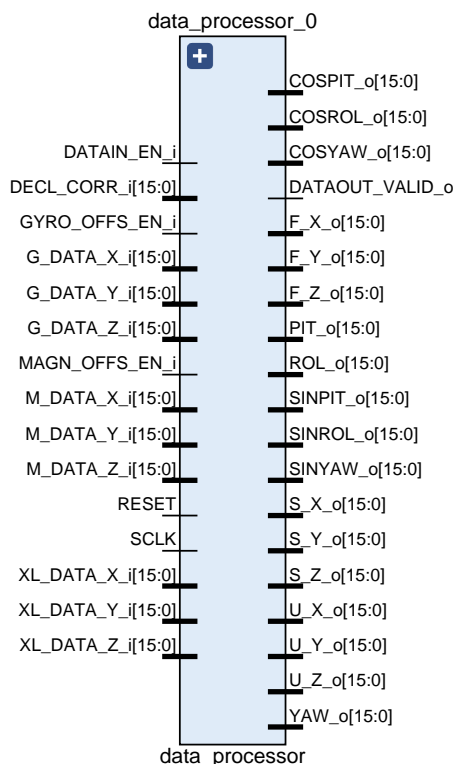 data_processor_0
COSPIT_o[15:0]
COSROL_o[15:0]
DATAIN_EN_i
COSYAW_o[15:0]
DECL_CORR_i[15:0]
DATAOUT_VALID_o
GYRO_OFFS_EN_i
F_X_o[15:0]
G_DATA_X_i[15:0]
F_Y_o[15:0]
G_DATA_Y_i[15:0]
F_Z_o[15:0]
G_DATA_Z_i[15:0]
PIT_o[15:0]
MAGN_OFFS_EN_i
ROL_o[15:0]
M_DATA_X_i[15:0]
SINPIT_o[15:0]
M_DATA_Y_i[15:0]
SINROL_o[15:0]
M_DATA_Z_i[15:0]
SINYAW_o[15:0]
RESET
S_X_o[15:0]
SCLK
S_Y_o[15:0]
XL_DATA_X_i[15:0]
S_Z_o[15:0]
XL_DATA_Y_i[15:0]
U_X_o[15:0]
XL_DATA_Z_i[15:0]
U_Y_o[15:0]
U_Z_o[15:0]
YAW_o[15:0]
data_processor